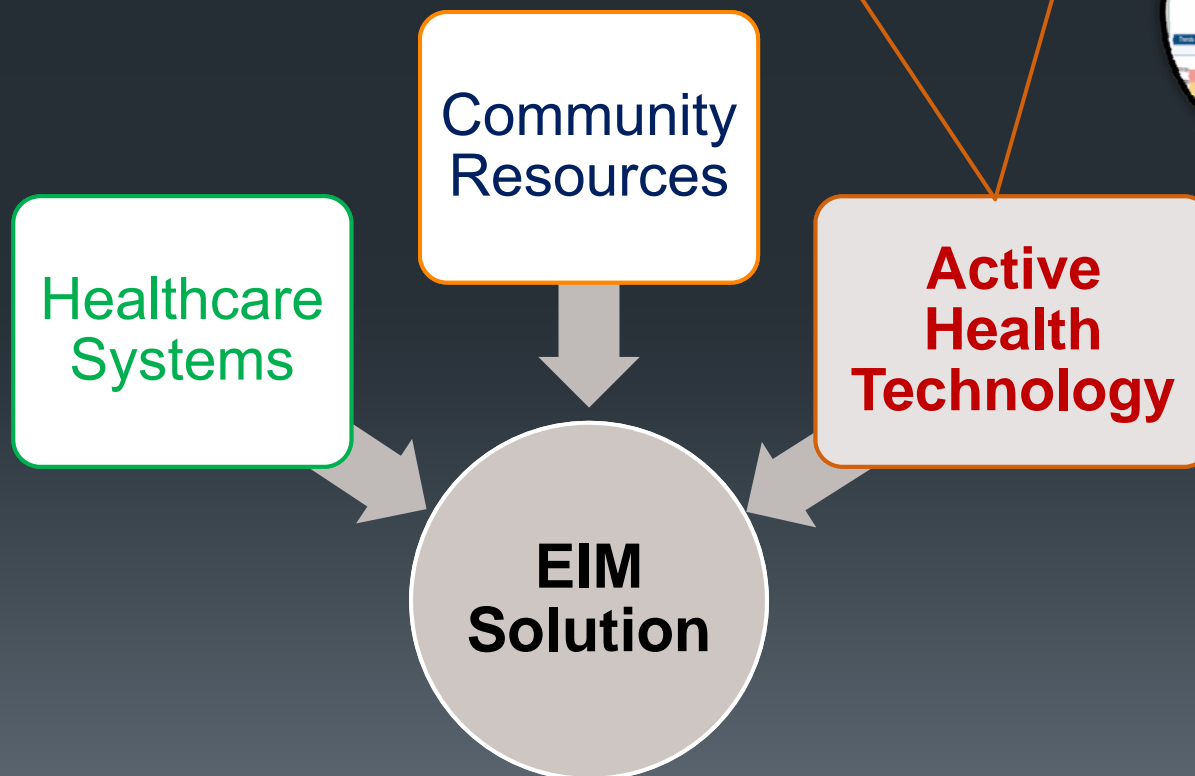 Community
Resources
Healthcare
Systems
Active
Health
Technology
EIM
Solution